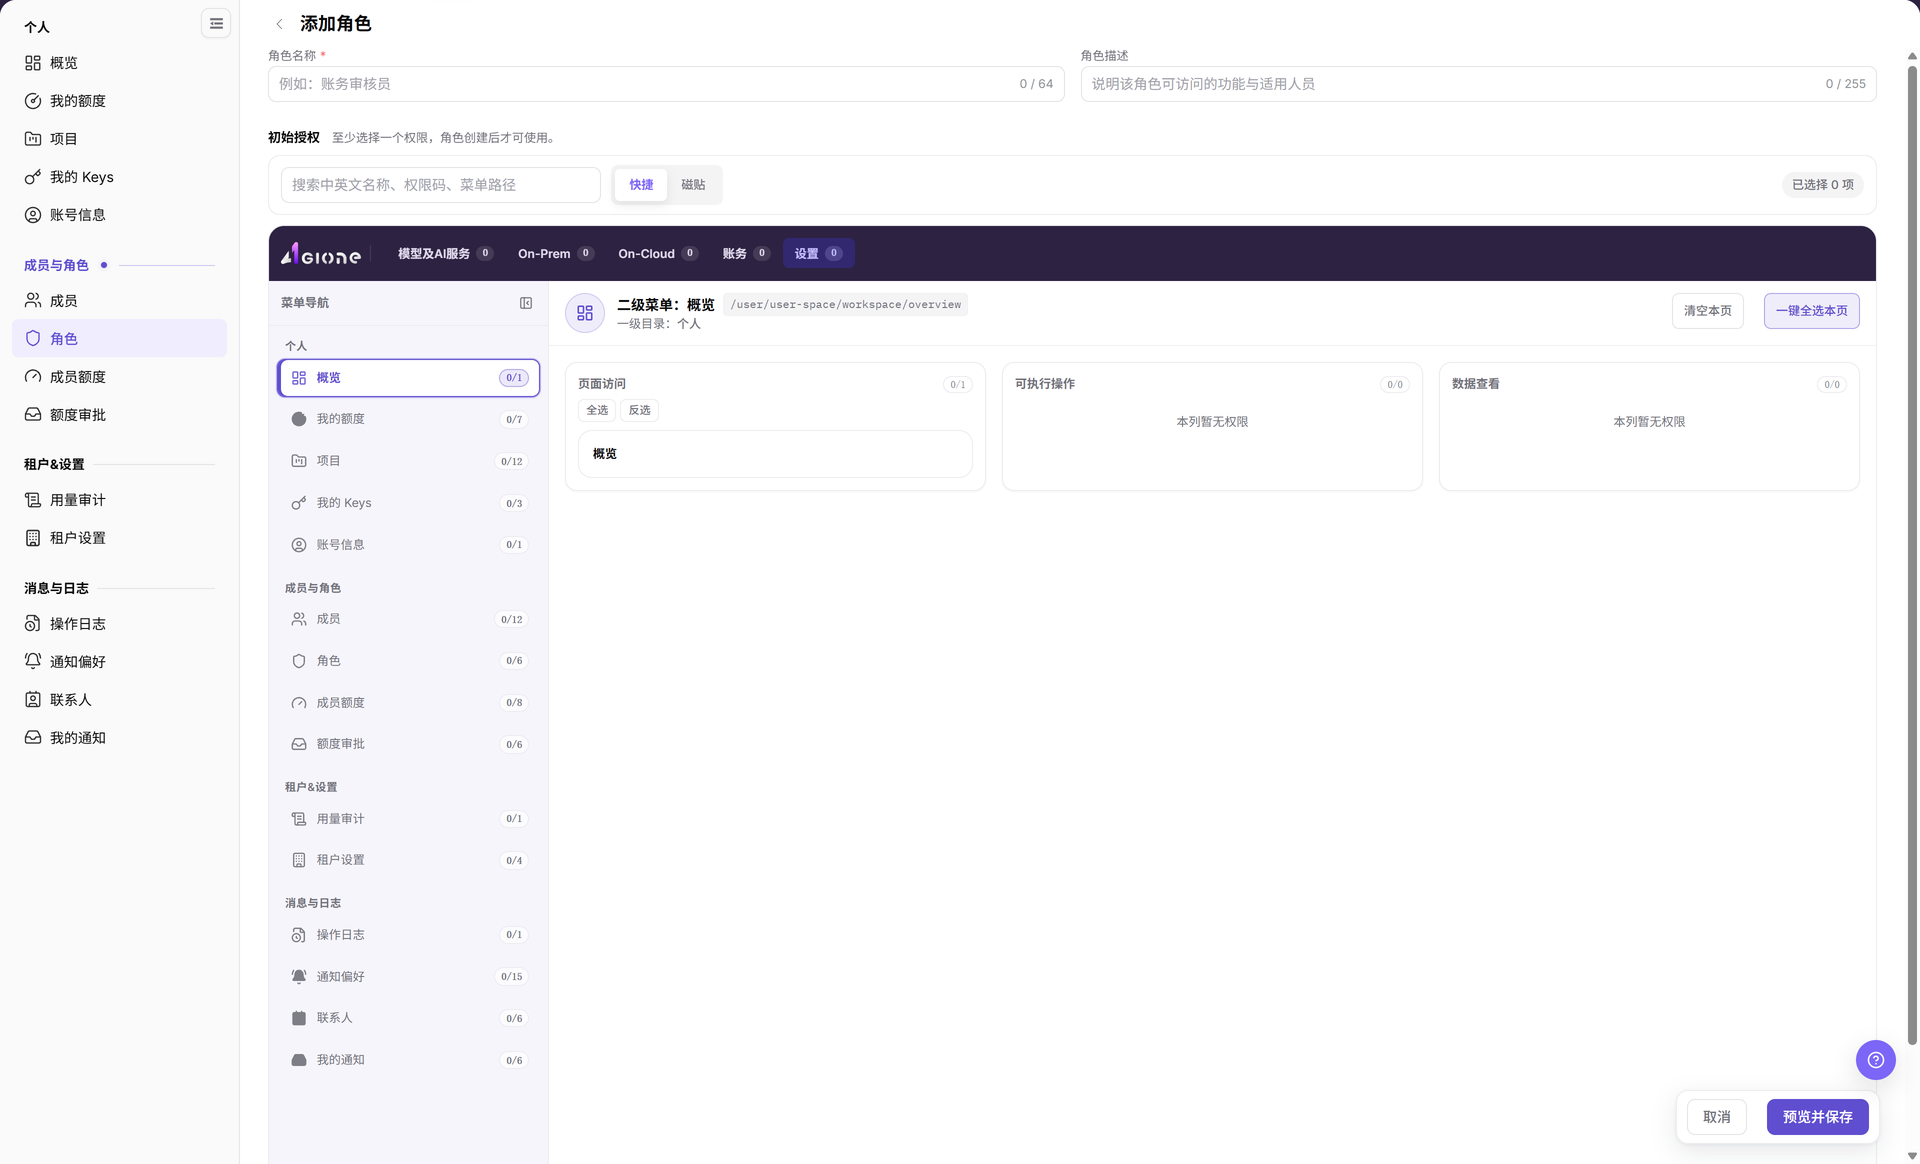 个人
概览
我的额度
项目
我的 Keys
账号信息
成员与角色
成员
角色
成员额度
额度审批
租户&设置
用量审计
租户设置
消息与日志
操作日志
通知偏好
联系人
我的通知
添加角色
角色名称 *
例如：账务审核员
0 / 64
角色描述
说明该角色可访问的功能与适用人员
0 / 255
初始授权 至少选择一个权限，角色创建后才可使用。
搜索中英文名称、权限码、菜单路径
快捷
磁贴
已选择 0 项
AGIONE
模型及AI服务 0
On-Prem 0
On-Cloud 0
账务 0
设置 0
菜单导航
个人
概览 0/1
我的额度 0/7
项目 0/12
我的 Keys 0/3
账号信息 0/1
成员与角色
成员 0/12
角色 0/6
成员额度 0/8
额度审批 0/6
租户&设置
用量审计 0/1
租户设置 0/4
消息与日志
操作日志 0/1
通知偏好 0/15
联系人 0/6
我的通知 0/6
二级菜单：概览 /user/user-space/workspace/overview
一级目录：个人
清空本页
一键全选本页
页面访问 0/1
全选 反选
概览
可执行操作 0/0
本列暂无权限
数据查看 0/0
本列暂无权限
取消
预览并保存